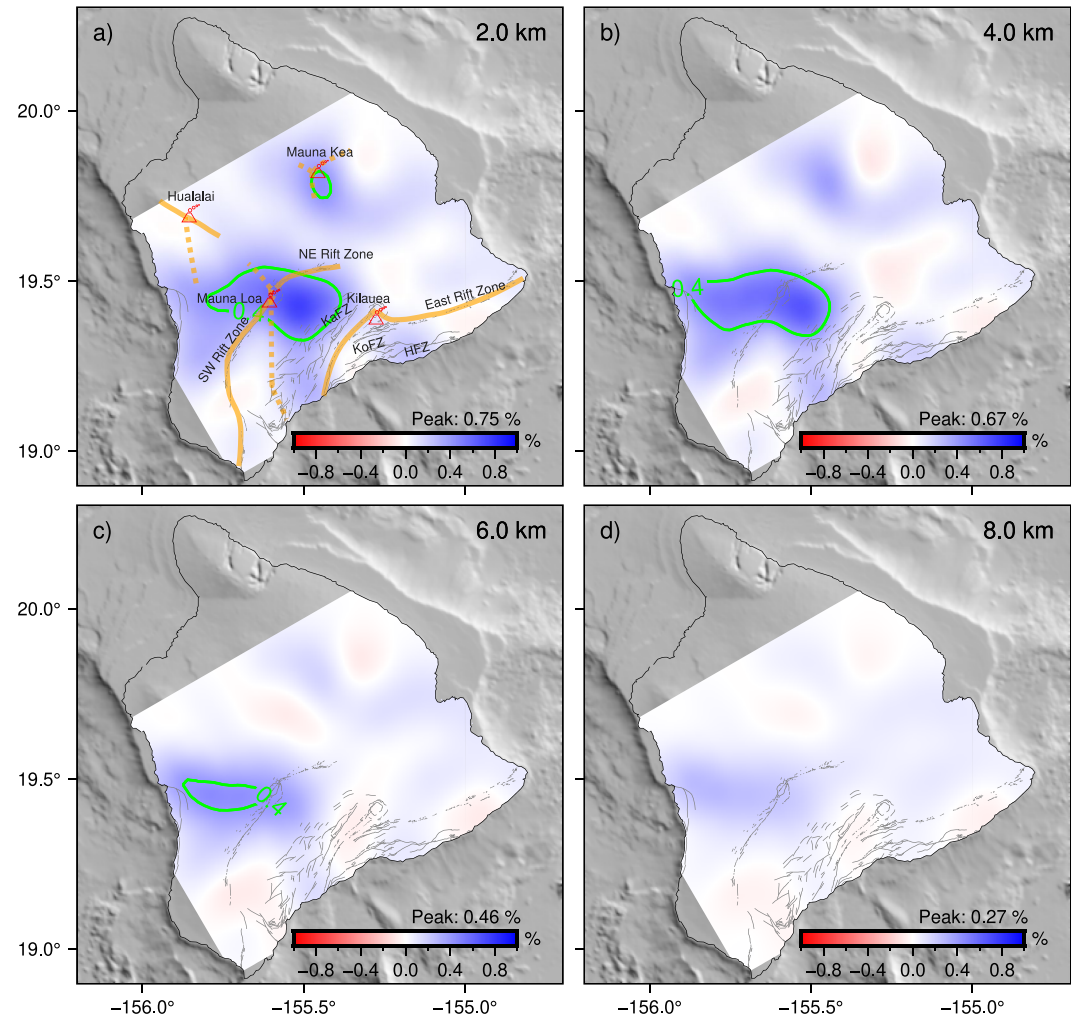 a)
2.0 km
Mauna Kea
Hualalai
NE Rift Zone
Mauna Loa
Kilauea
East Rift Zone
KaFZ
SW Rift Zone
KoFZ
HFZ
0.4
Peak: 0.75 %
%
−0.8 −0.4 0.0 0.4 0.8
20.0°
19.5°
19.0°
b)
4.0 km
0.4
Peak: 0.67 %
%
−0.8 −0.4 0.0 0.4 0.8
c)
6.0 km
0.4
Peak: 0.46 %
%
−0.8 −0.4 0.0 0.4 0.8
20.0°
19.5°
19.0°
−156.0° −155.5° −155.0°
d)
8.0 km
Peak: 0.27 %
%
−0.8 −0.4 0.0 0.4 0.8
−156.0° −155.5° −155.0°